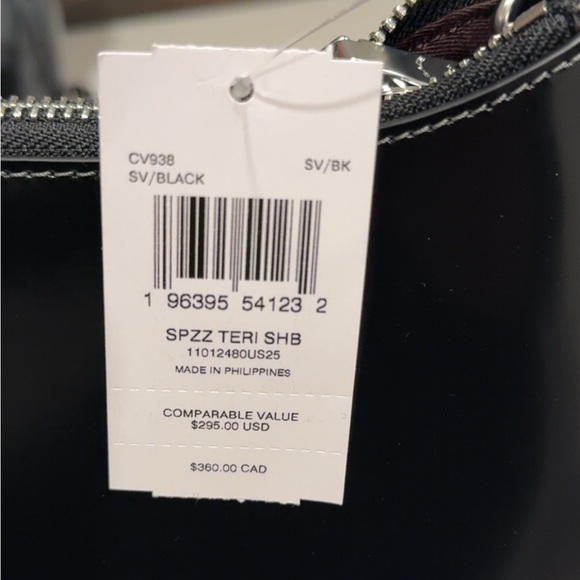 CV938
SV/BLACK SV/BK
1 96395 54123 2
SPZZ TERI SHB
11012480US25
MADE IN PHILIPPINES
COMPARABLE VALUE
$295.00 USD
$360.00 CAD